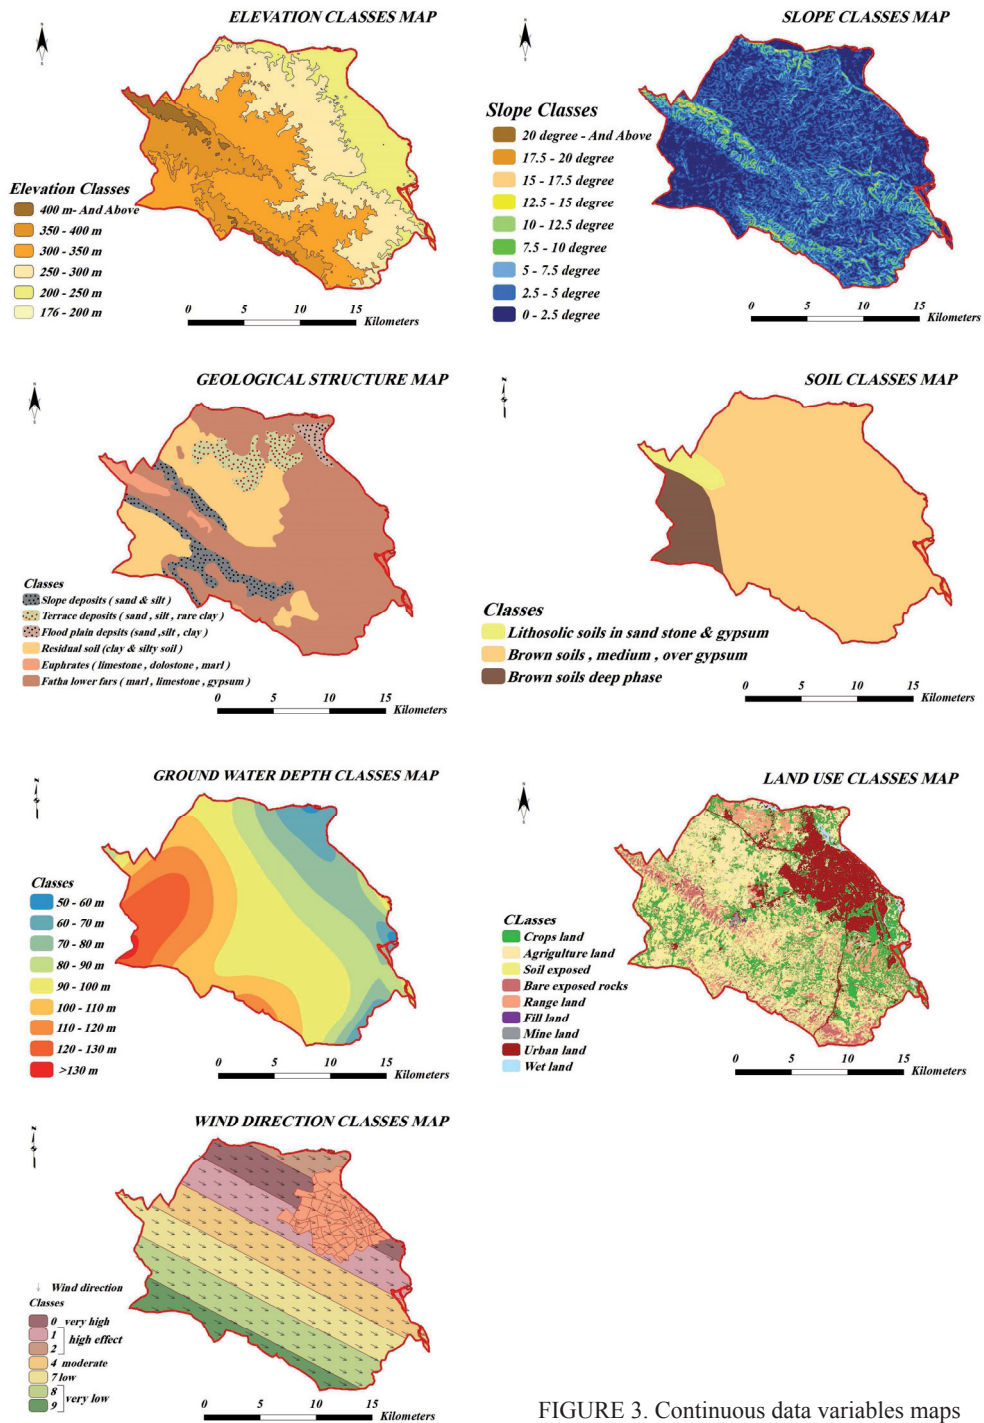 ELEVATION CLASSES MAP
N
S
Elevation Classes
400 m- And Above
350 - 400 m
300 - 350 m
250 - 300 m
200 - 250 m
176 - 200 m
0 5 10 15
Kilometers
SLOPE CLASSES MAP
N
S
Slope Classes
20 degree - And Above
17.5 - 20 degree
15 - 17.5 degree
12.5 - 15 degree
10 - 12.5 degree
7.5 - 10 degree
5 - 7.5 degree
2.5 - 5 degree
0 - 2.5 degree
0 5 10 15
Kilometers
GEOLOGICAL STRUCTURE MAP
N
S
Classes
Slope deposits ( sand & silt )
Terrace deposits ( sand , silt , rare clay )
Flood plain depsits (sand ,silt , clay )
Residual soil (clay & silty soil )
Euphrates ( limestone , dolostone , marl )
Fatha lower fars ( marl , limestone , gypsum )
0 5 10 15
Kilometers
SOIL CLASSES MAP
N
S
Classes
Lithosolic soils in sand stone & gypsum
Brown soils , medium , over gypsum
Brown soils deep phase
0 5 10 15
Kilometers
GROUND WATER DEPTH CLASSES MAP
N
S
Classes
50 - 60 m
60 - 70 m
70 - 80 m
80 - 90 m
90 - 100 m
100 - 110 m
110 - 120 m
120 - 130 m
>130 m
0 5 10 15
Kilometers
LAND USE CLASSES MAP
N
S
CLasses
Crops land
Agrigulture land
Soil exposed
Bare exposed rocks
Range land
Fill land
Mine land
Urban land
Wet land
0 5 10 15
Kilometers
WIND DIRECTION CLASSES MAP
N
S
Wind direction
Classes
0 very high
1
high effect
2
4 moderate
7 low
8
very low
9
0 5 10 15
Kilometers
FIGURE 3. Continuous data variables maps